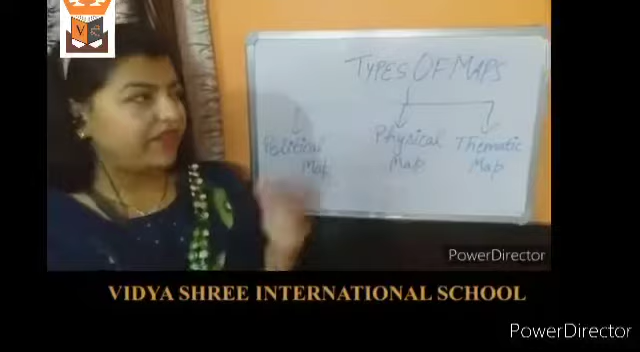 TYPES OF MAPS
Political Physical Thematic
Map Map Map
PowerDirector
VIDYA SHREE INTERNATIONAL SCHOOL
PowerDirector